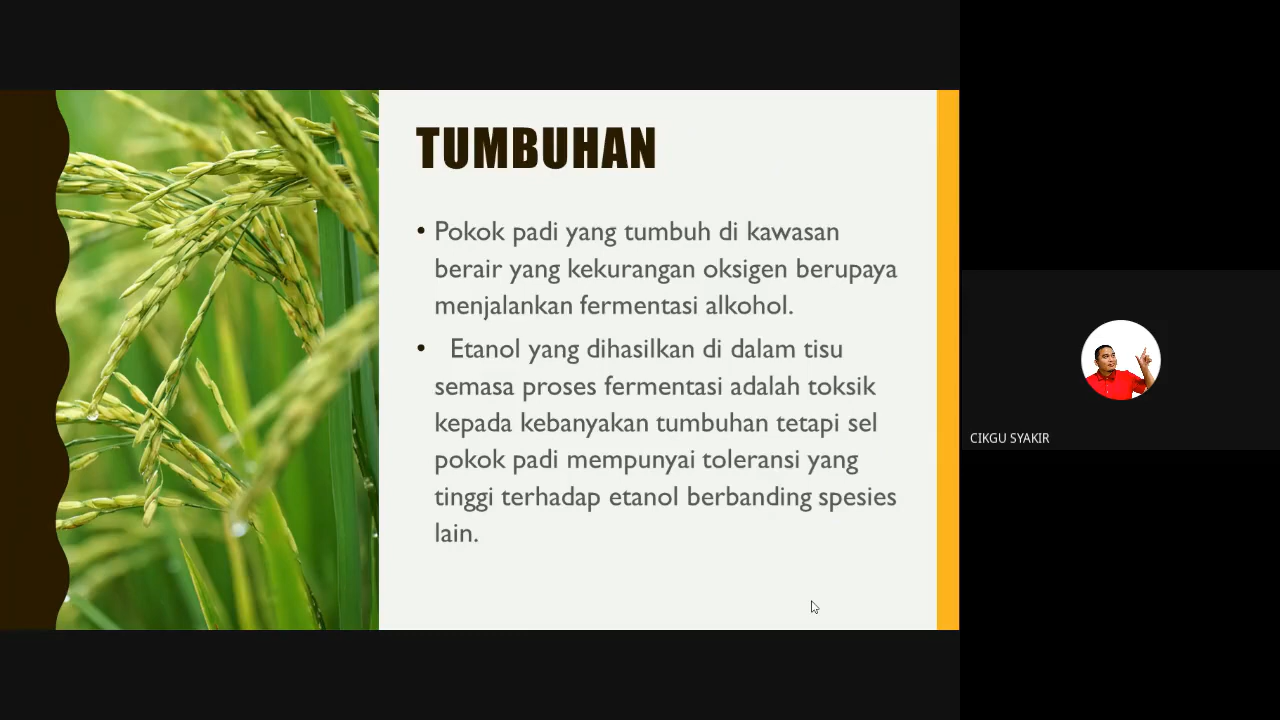 TUMBUHAN
• Pokok padi yang tumbuh di kawasan
berair yang kekurangan oksigen berupaya
menjalankan fermentasi alkohol.
• Etanol yang dihasilkan di dalam tisu
semasa proses fermentasi adalah toksik
kepada kebanyakan tumbuhan tetapi sel
pokok padi mempunyai toleransi yang
tinggi terhadap etanol berbanding spesies
lain.
CIKGU SYAKIR